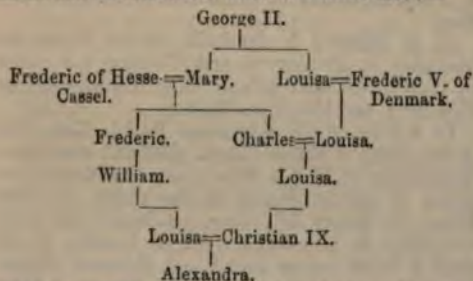 George II.
Frederic of Hesse Cassel.=Mary. Louisa=Frederic V. of Denmark.
Frederic. Charles=Louisa.
William. Louisa.
Louisa=Christian IX.
Alexandra.